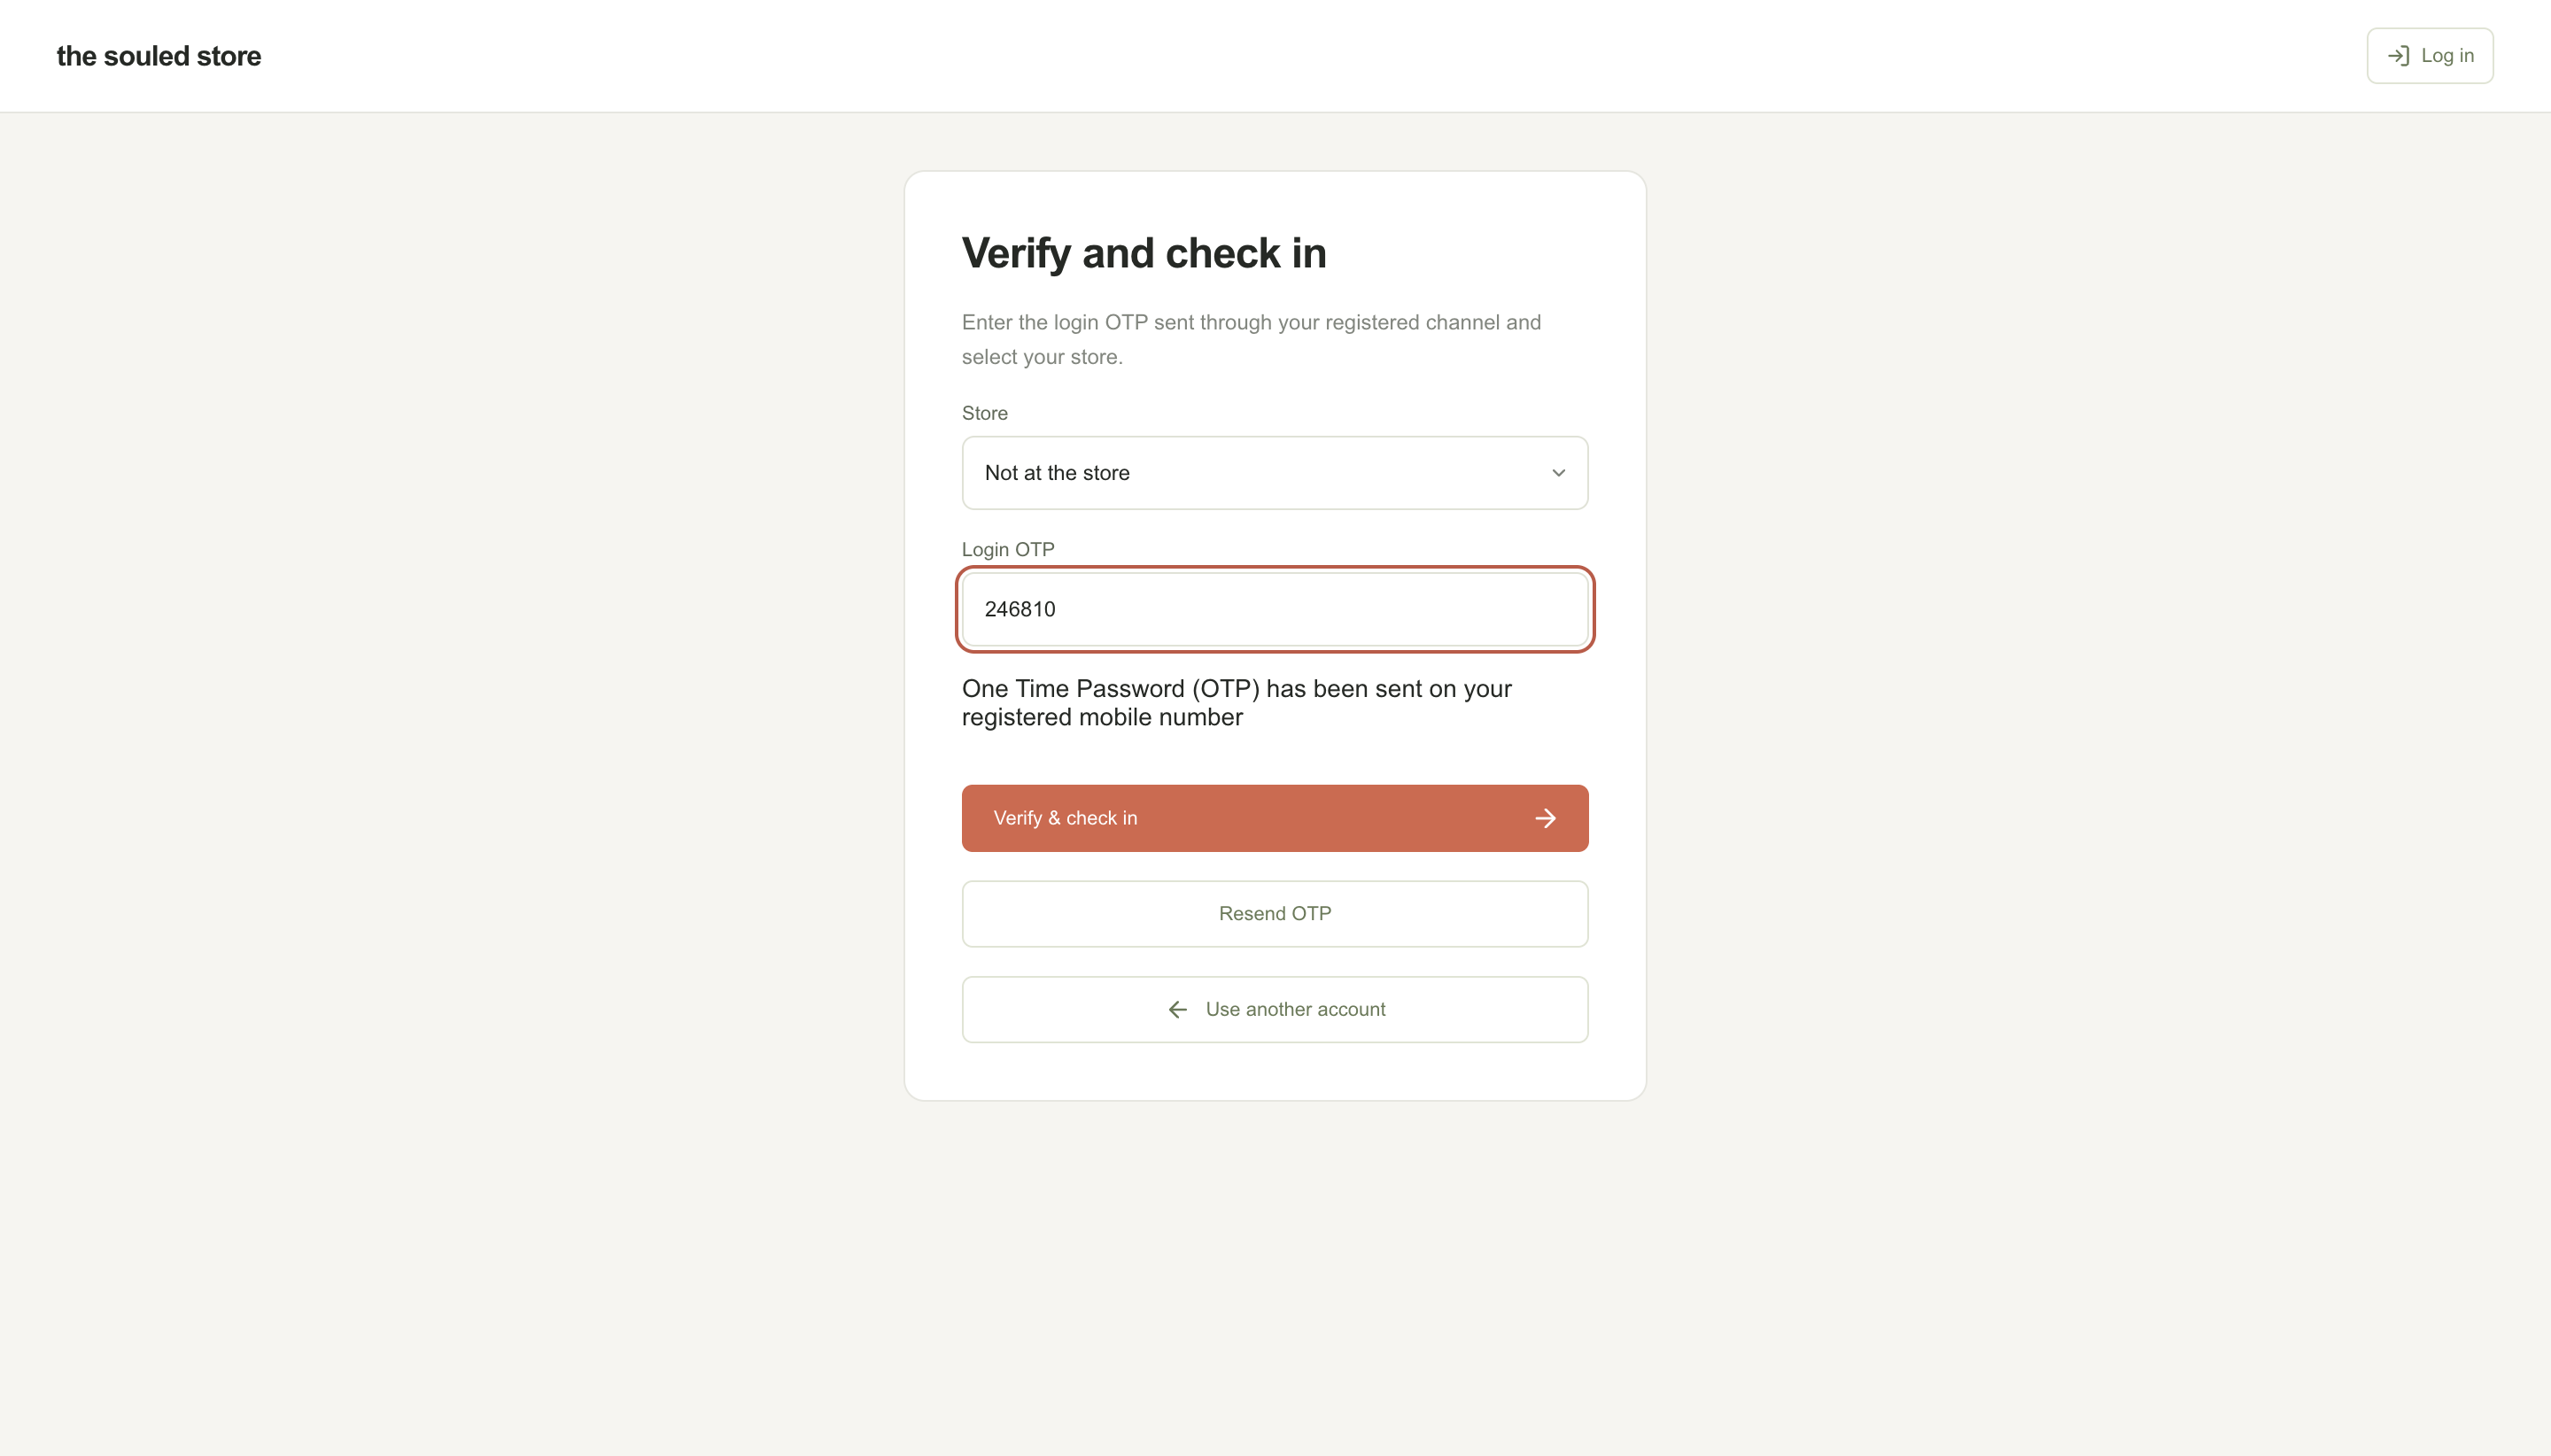 the souled store
Log in
Verify and check in
Enter the login OTP sent through your registered channel and
select your store.
Store
Not at the store
Login OTP
246810
One Time Password (OTP) has been sent on your
registered mobile number
Verify & check in
Resend OTP
Use another account